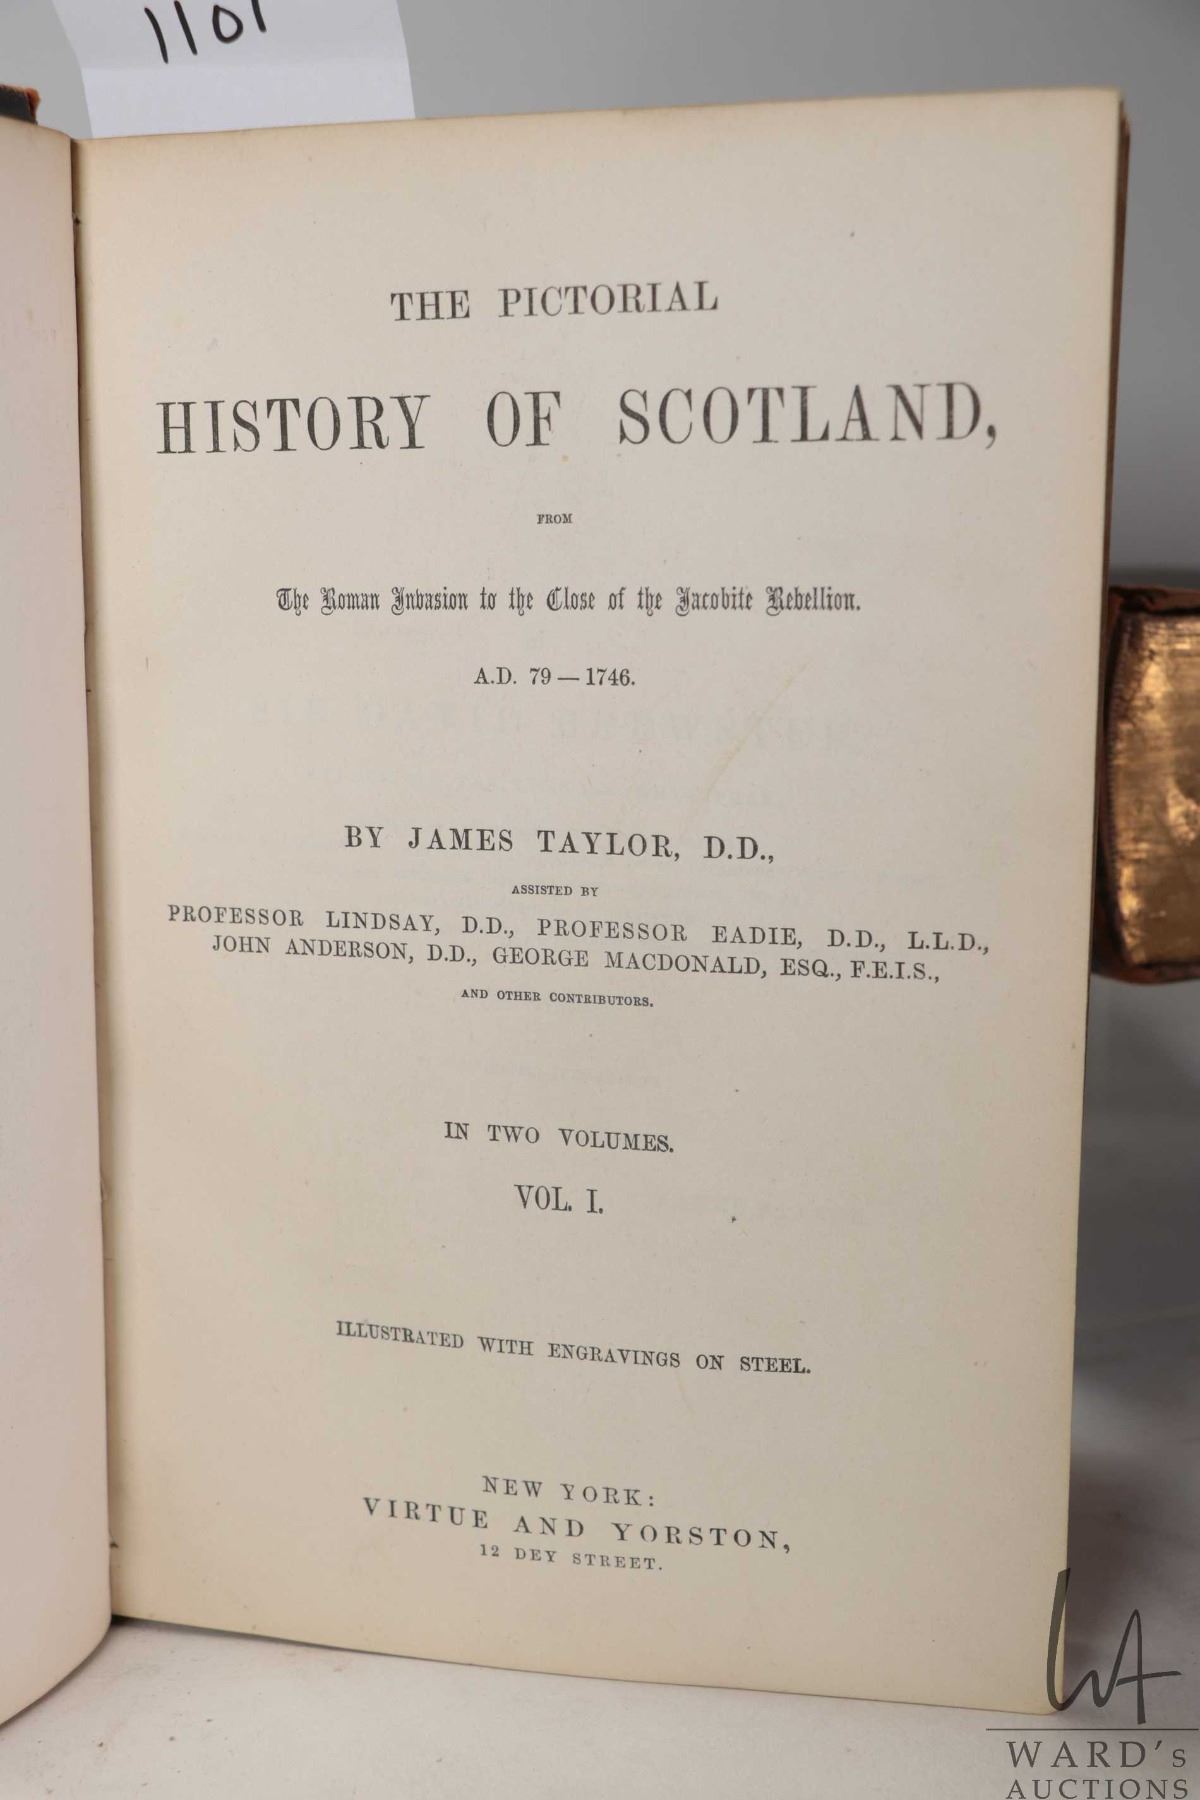 1101
THE PICTORIAL
HISTORY OF SCOTLAND,
FROM
The Roman Invasion to the Close of the Jacobite Rebellion.
A.D. 79 — 1746.
BY JAMES TAYLOR, D.D.,
ASSISTED BY
PROFESSOR LINDSAY, D.D., PROFESSOR EADIE, D.D., L.L.D.,
JOHN ANDERSON, D.D., GEORGE MACDONALD, ESQ., F.E.I.S.,
AND OTHER CONTRIBUTORS.
IN TWO VOLUMES.
VOL. I.
ILLUSTRATED WITH ENGRAVINGS ON STEEL.
NEW YORK:
VIRTUE AND YORSTON,
12 DEY STREET.
WA
WARD's
AUCTIONS